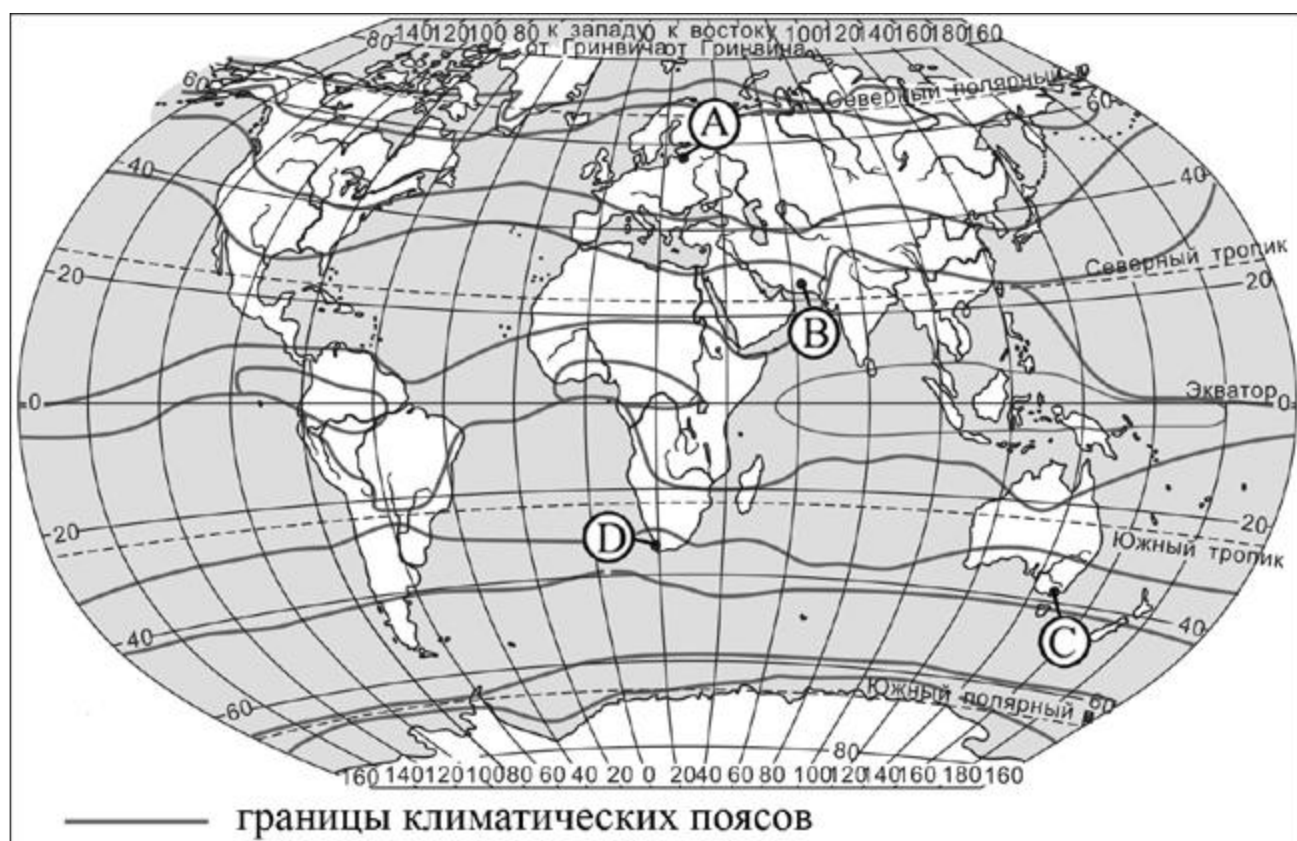 140 120 100 80 к западу 0 к востоку 100 120 140 160 180 160
от Гринвича от Гринвича
80
60
Северный полярный
60
A
40
40
Северный тропик
20
20
B
Экватор
0
0
20
20
D
Южный тропик
40
40
C
60
Южный полярный
60
80
160 140 120 100 80 60 40 20 0 20 40 60 80 100 120 140 160 180 160
границы климатических поясов